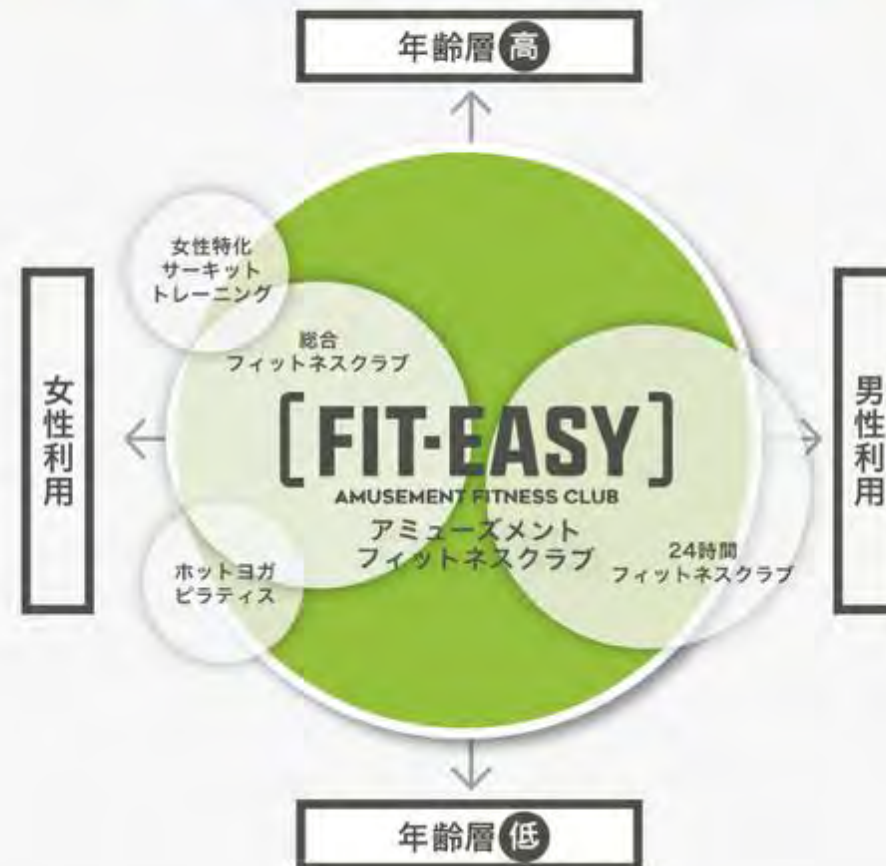 年齢層高
女性特化
サーキット
トレーニング
総合
フィットネスクラブ
女性利用
男性利用
[FIT-EASY]
AMUSEMENT FITNESS CLUB
アミューズメント
フィットネスクラブ
24時間
フィットネスクラブ
ホットヨガ
ピラティス
年齢層低